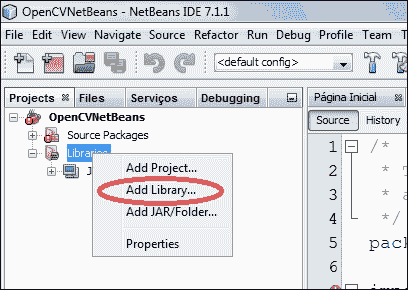 OpenCVNetBeans - NetBeans IDE 7.1.1
File Edit View Navigate Source Refactor Run Debug Profile Team
<default config>
Projects Files Serviços Debugging
Página Inicial
OpenCVNetBeans
Source Packages
Libraries
Source History
Add Project...
Add Library...
Add JAR/Folder...
Properties
1 /*
2
3
4
5 pack
6
7